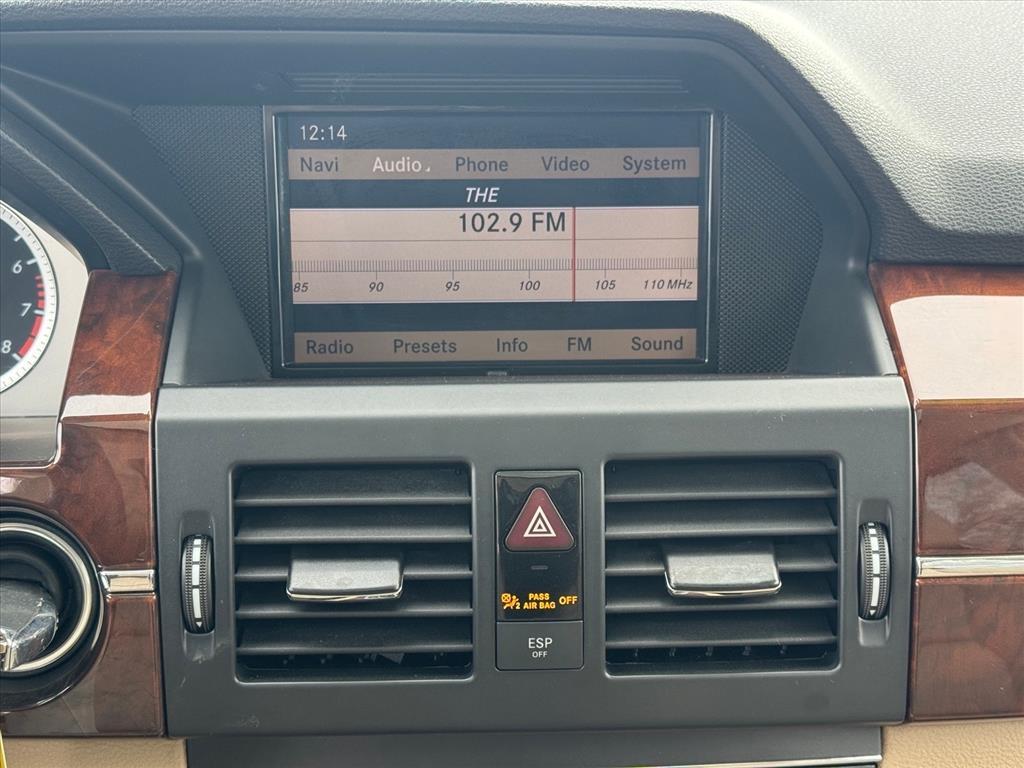 12:14
Navi Audio Phone Video System
THE
102.9 FM
85 90 95 100 105 110 MHz
Radio Presets Info FM Sound
6
7
8
PASS
2 AIR BAG OFF
ESP
OFF